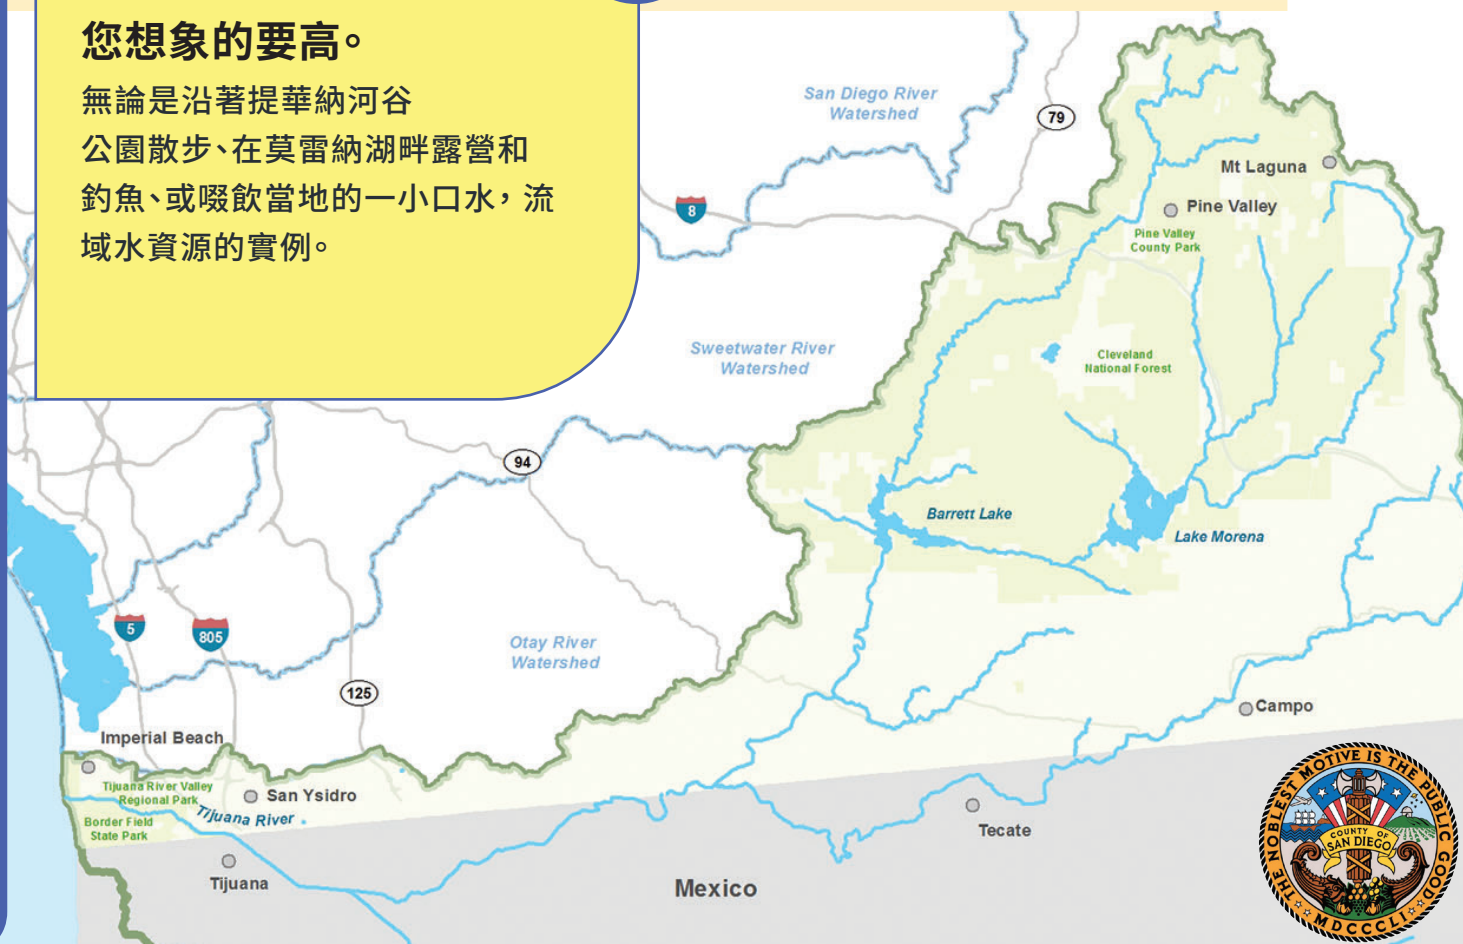 您想象的要高。
無論是沿著提華納河谷
公園散步、在莫雷納湖畔露營和
釣魚、或啜飲當地的一小口水，流
域水資源的實例。
San Diego River
Watershed
79
Mt Laguna
8
Pine Valley
Pine Valley
County Park
Sweetwater River
Watershed
Cleveland
National Forest
94
Barrett Lake
Lake Morena
5
805
Otay River
Watershed
125
Campo
Imperial Beach
Tijuana River Valley
Regional Park
San Ysidro
Tijuana River
Border Field
State Park
Tecate
Tijuana
Mexico
THE NOBLEST MOTIVE IS THE PUBLIC GOOD
COUNTY OF
SAN DIEGO
MDCCCLI